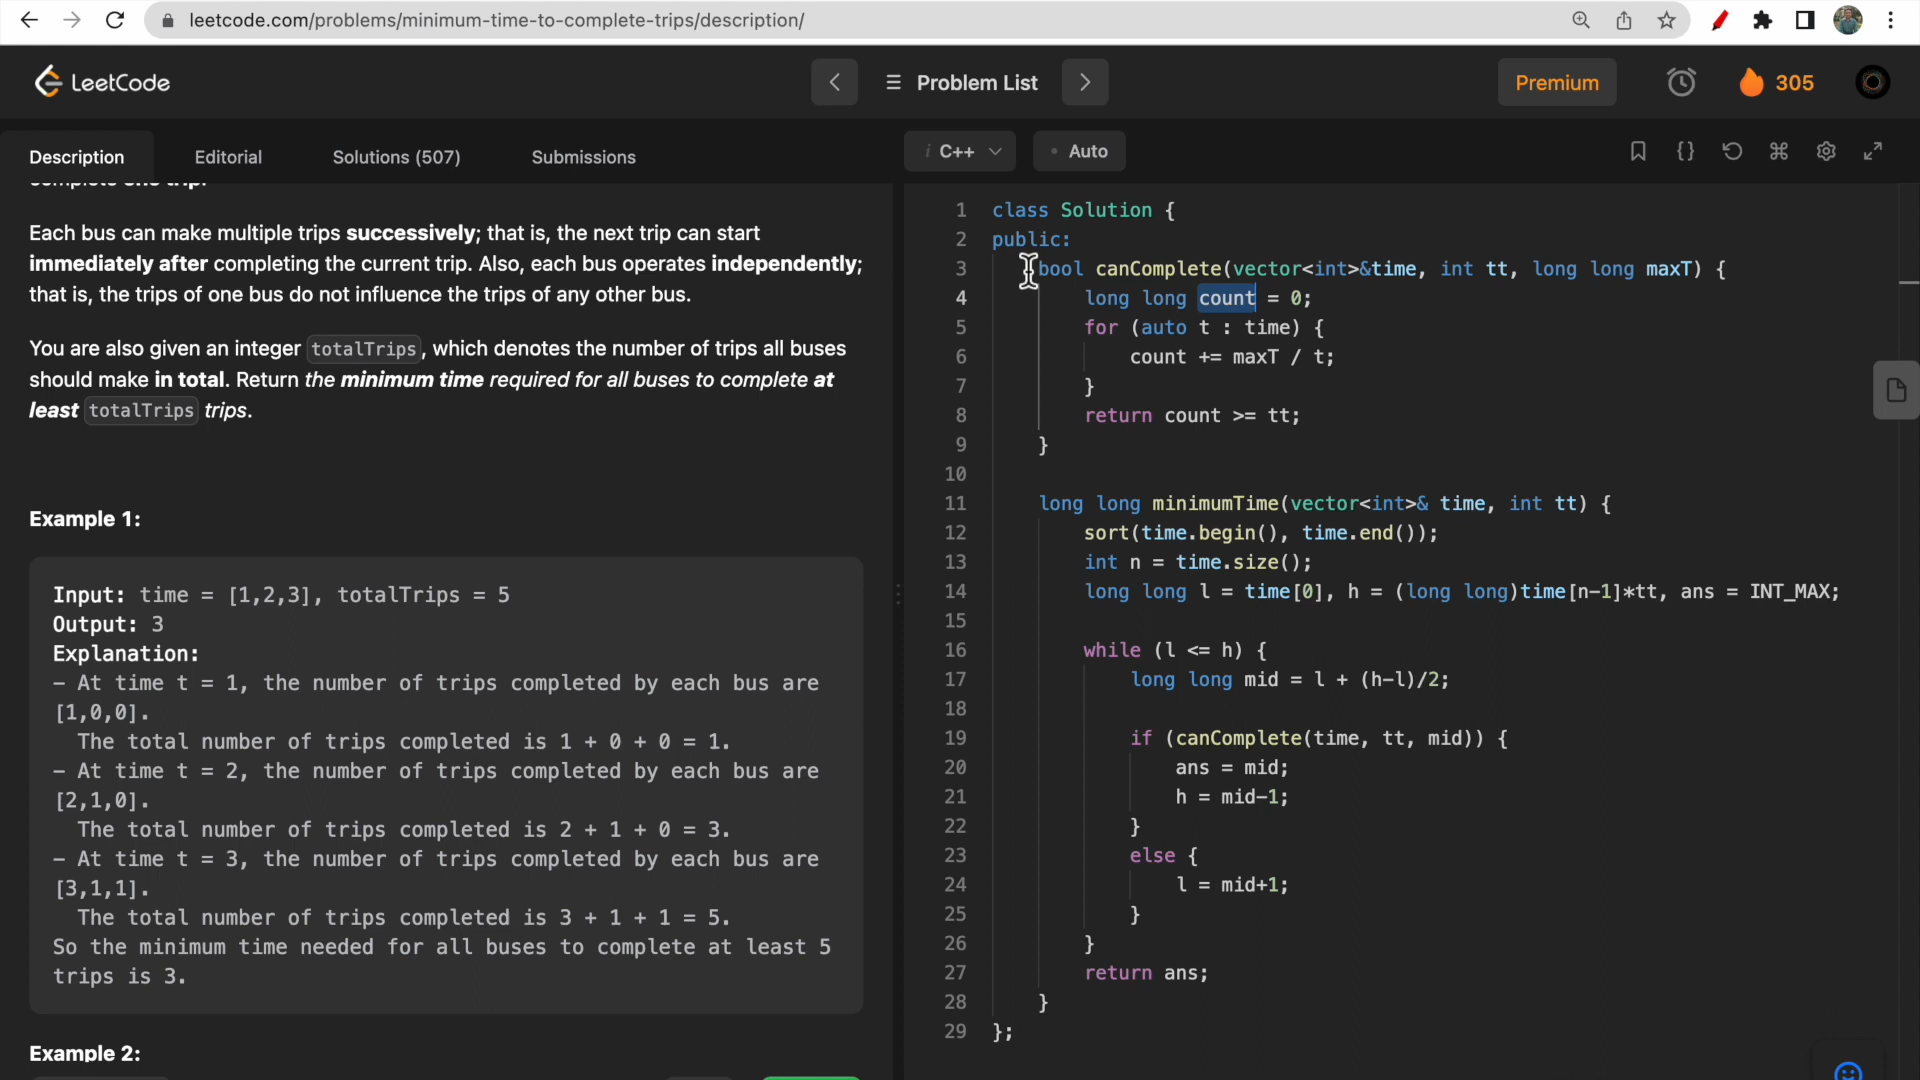 leetcode.com/problems/minimum-time-to-complete-trips/description/
LeetCode
Problem List
Premium
305
Description
Editorial
Solutions (507)
Submissions
complete one trip.
Each bus can make multiple trips successively; that is, the next trip can start
immediately after completing the current trip. Also, each bus operates independently;
that is, the trips of one bus do not influence the trips of any other bus.
You are also given an integer totalTrips, which denotes the number of trips all buses
should make in total. Return the minimum time required for all buses to complete at
least totalTrips trips.
Example 1:
Input: time = [1,2,3], totalTrips = 5
Output: 3
Explanation:
- At time t = 1, the number of trips completed by each bus are
[1,0,0].
The total number of trips completed is 1 + 0 + 0 = 1.
- At time t = 2, the number of trips completed by each bus are
[2,1,0].
The total number of trips completed is 2 + 1 + 0 = 3.
- At time t = 3, the number of trips completed by each bus are
[3,1,1].
The total number of trips completed is 3 + 1 + 1 = 5.
So the minimum time needed for all buses to complete at least 5
trips is 3.
Example 2:
i C++
• Auto
1 class Solution {
2 public:
3 bool canComplete(vector<int>&time, int tt, long long maxT) {
4 long long count = 0;
5 for (auto t : time) {
6 count += maxT / t;
7 }
8 return count >= tt;
9 }
10
11 long long minimumTime(vector<int>& time, int tt) {
12 sort(time.begin(), time.end());
13 int n = time.size();
14 long long l = time[0], h = (long long)time[n-1]*tt, ans = INT_MAX;
15
16 while (l <= h) {
17 long long mid = l + (h-l)/2;
18
19 if (canComplete(time, tt, mid)) {
20 ans = mid;
21 h = mid-1;
22 }
23 else {
24 l = mid+1;
25 }
26 }
27 return ans;
28 }
29 };